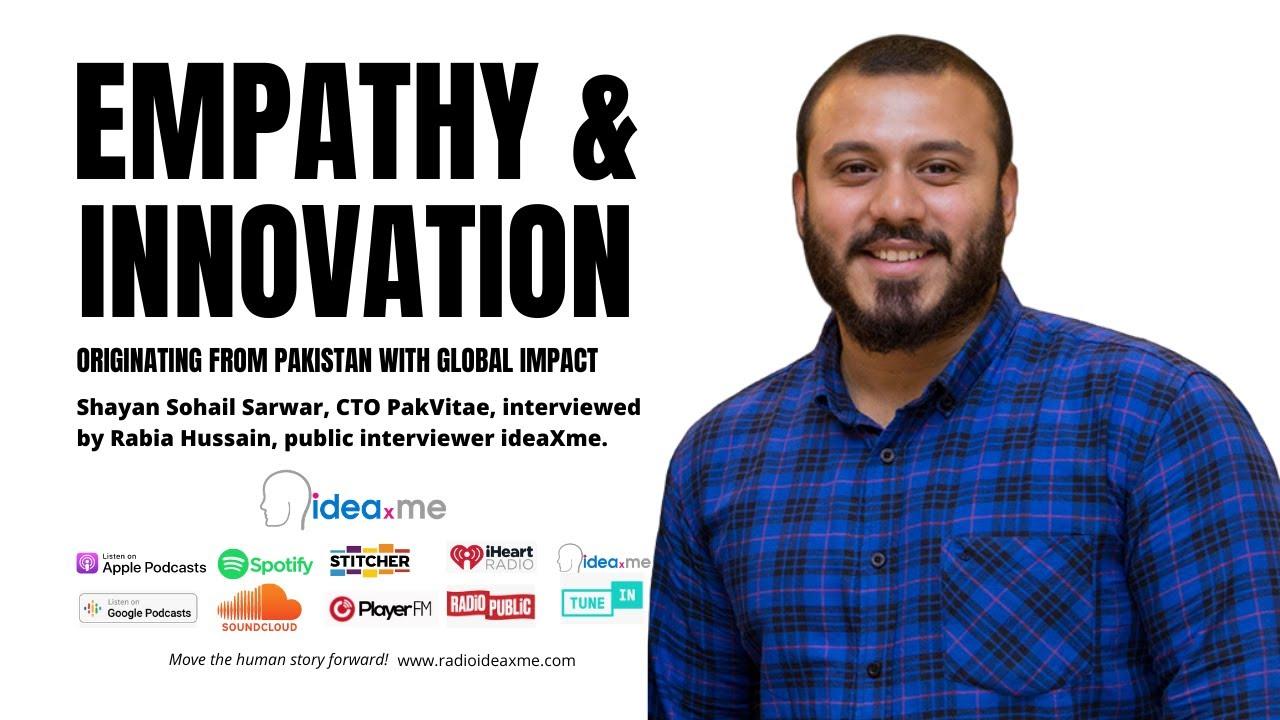 EMPATHY &
INNOVATION
ORIGINATING FROM PAKISTAN WITH GLOBAL IMPACT
Shayan Sohail Sarwar, CTO PakVitae, interviewed
by Rabia Hussain, public interviewer ideaXme.
ideaxme
Listen on
Apple Podcasts
Spotify
STITCHER
iHeart
RADIO
ideaxme
Listen on
Google Podcasts
SOUNDCLOUD
Player FM
RADIO PUBLIC
TUNE IN
Move the human story forward! www.radioideaxme.com